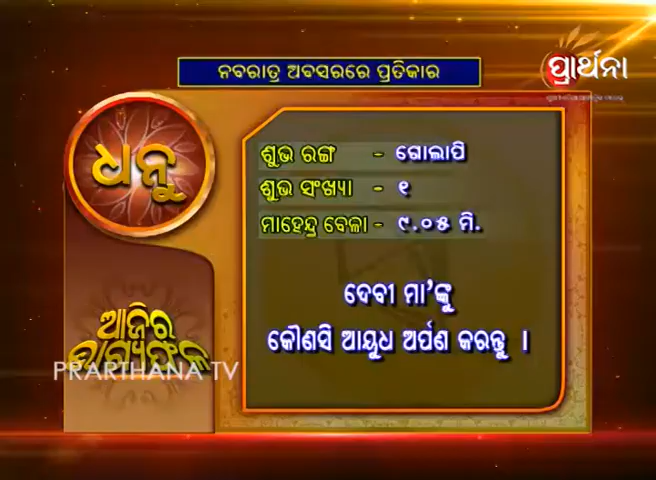 ନବରାତ୍ର ଅବସରରେ ପ୍ରତିକାର
ପ୍ରାର୍ଥନା
ଧନୁ
ଶୁଭ ରଙ୍ଗ - ଗୋଲାପି
ଶୁଭ ସଂଖ୍ୟା - ୧
ମାହେନ୍ଦ୍ର ବେଳା - ୯.୦୫ ମି.
ଦେବୀ ମା'ଙ୍କୁ
କୌଣସି ଆୟୁଧ ଅର୍ପଣ କରନ୍ତୁ ।
ଆଜିର
ଭାଗ୍ୟଫଳ
PRARTHANA TV